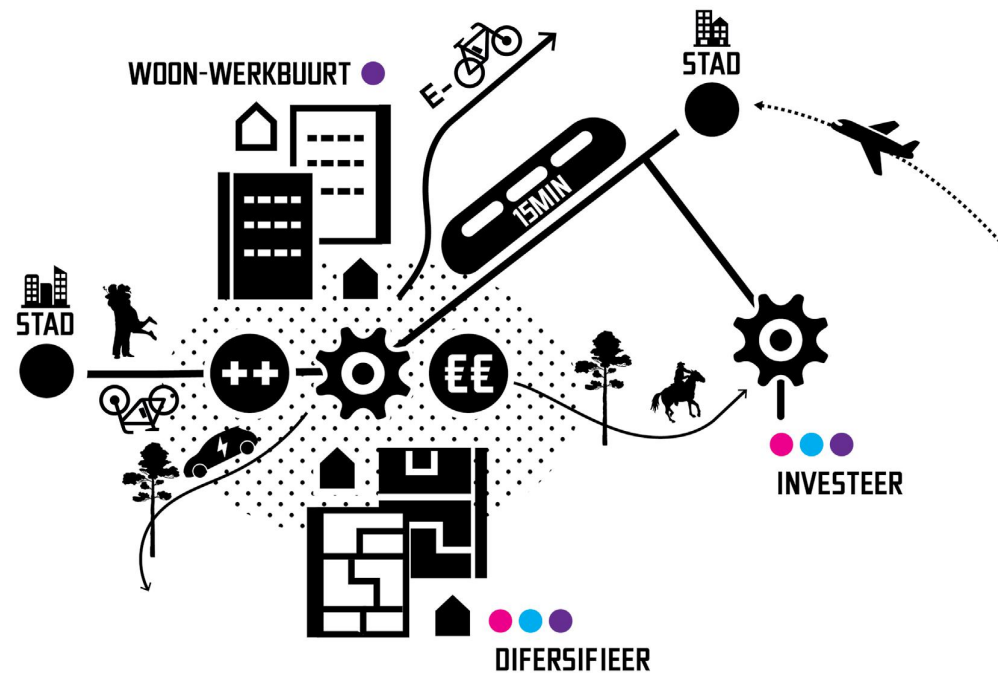 WOON-WERKBUURT
E-
STAD
15MIN
STAD
++
€€
INVESTEER
DIFERSIFIEER